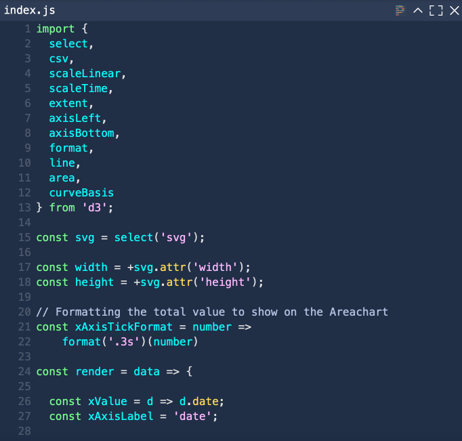 index.js
1 import {
2   select,
3   csv,
4   scaleLinear,
5   scaleTime,
6   extent,
7   axisLeft,
8   axisBottom,
9   format,
10   line,
11   area,
12   curveBasis
13 } from 'd3';
14
15 const svg = select('svg');
16
17 const width = +svg.attr('width');
18 const height = +svg.attr('height');
19
20 // Formatting the total value to show on the Areachart
21 const xAxisTickFormat = number =>
22     format('.3s')(number)
23
24 const render = data => {
25
26   const xValue = d => d.date;
27   const xAxisLabel = 'date';
28